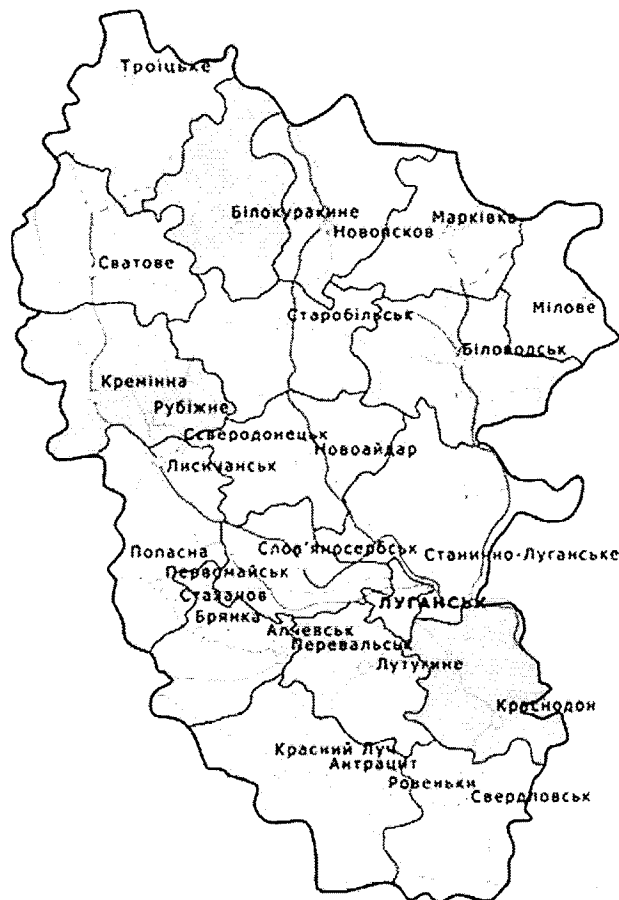 Троїцьке
Білокуракине
Новопсков
Марківка
Сватове
Мілове
Старобільськ
Біловодськ
Кремінна
Рубіжне
Сєвєродонецьк
Новоайдар
Лисичанськ
Попасна
Слов'яносербськ
Станично-Луганське
Первомайськ
Стаханов
ЛУГАНСЬК
Брянка
Алчевськ
Перевальськ
Лутугине
Краснодон
Красний Луч
Антрацит
Ровеньки
Свердловськ